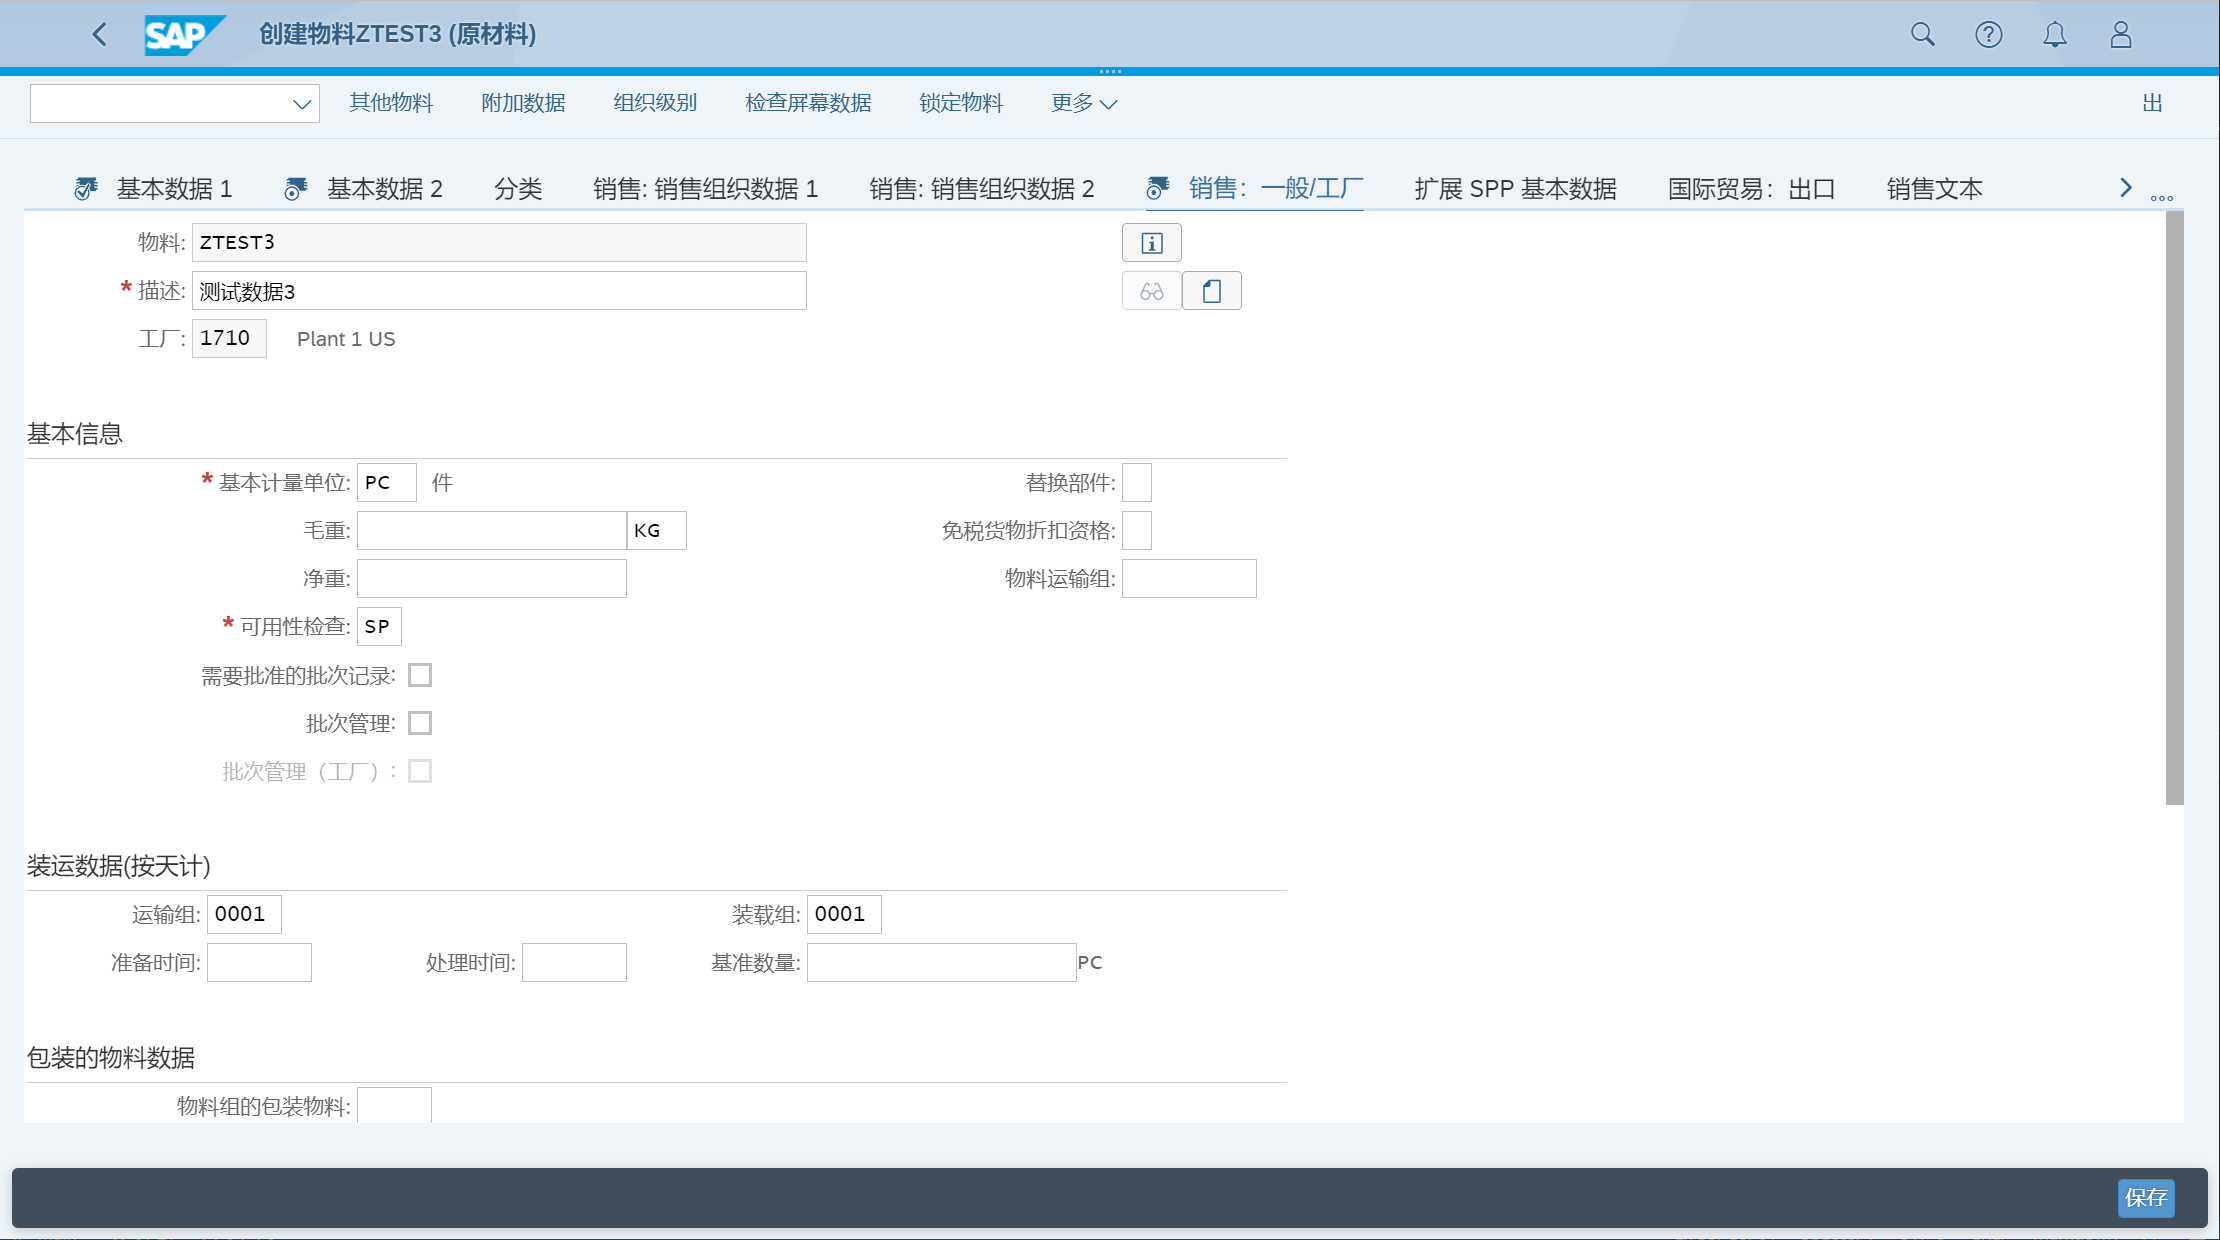 SAP 创建物料ZTEST3 (原材料)
其他物料 附加数据 组织级别 检查屏幕数据 锁定物料 更多 出
基本数据 1 基本数据 2 分类 销售: 销售组织数据 1 销售: 销售组织数据 2 销售：一般/工厂 扩展 SPP 基本数据 国际贸易：出口 销售文本
物料: ZTEST3
* 描述: 测试数据3
工厂: 1710 Plant 1 US
基本信息
* 基本计量单位: PC 件 替换部件:
毛重: KG 免税货物折扣资格:
净重: 物料运输组:
* 可用性检查: SP
需要批准的批次记录:
批次管理:
批次管理（工厂）:
装运数据(按天计)
运输组: 0001 装载组: 0001
准备时间: 处理时间: 基准数量: PC
包装的物料数据
物料组的包装物料:
保存